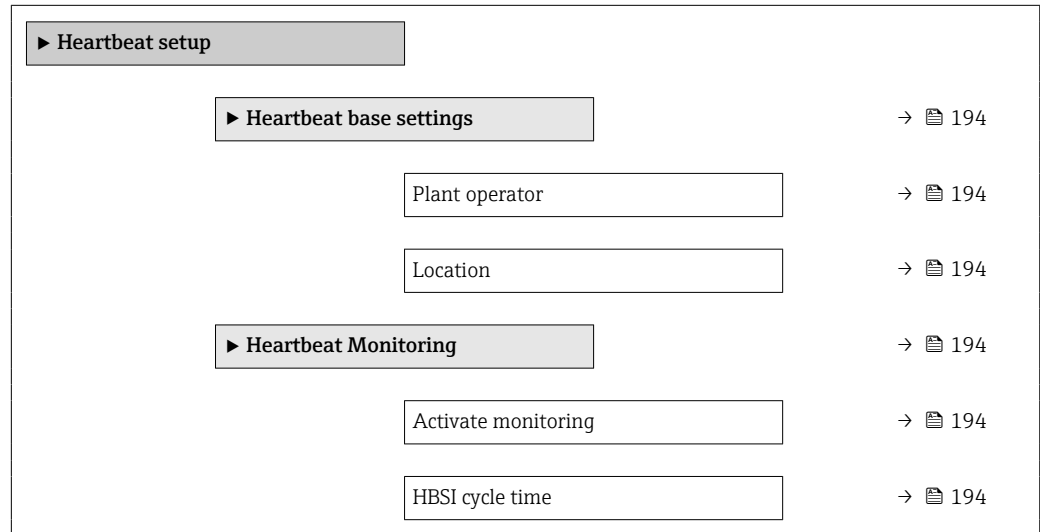 ▶ Heartbeat setup
▶ Heartbeat base settings → 194
Plant operator → 194
Location → 194
▶ Heartbeat Monitoring → 194
Activate monitoring → 194
HBSI cycle time → 194